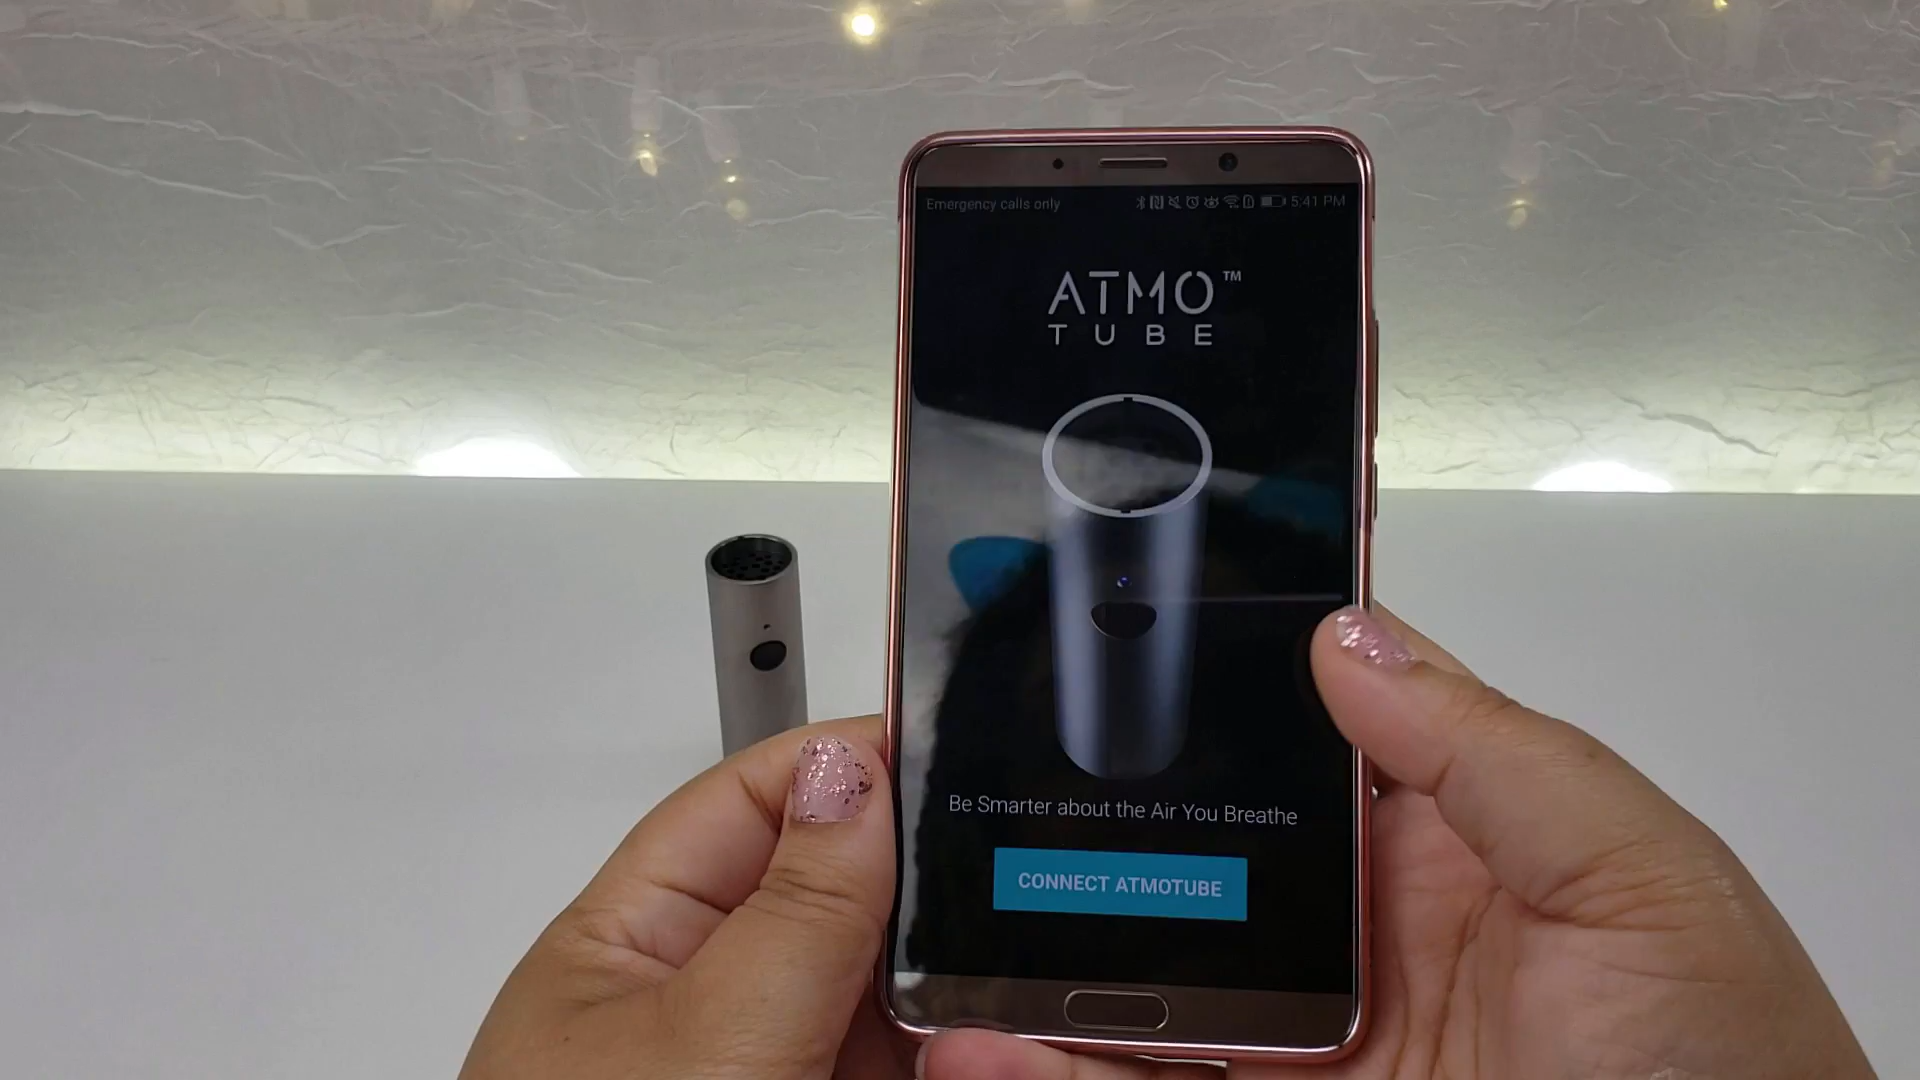 Emergency calls only 5:41 PM
ATMO™
TUBE
Be Smarter about the Air You Breathe
CONNECT ATMOTUBE